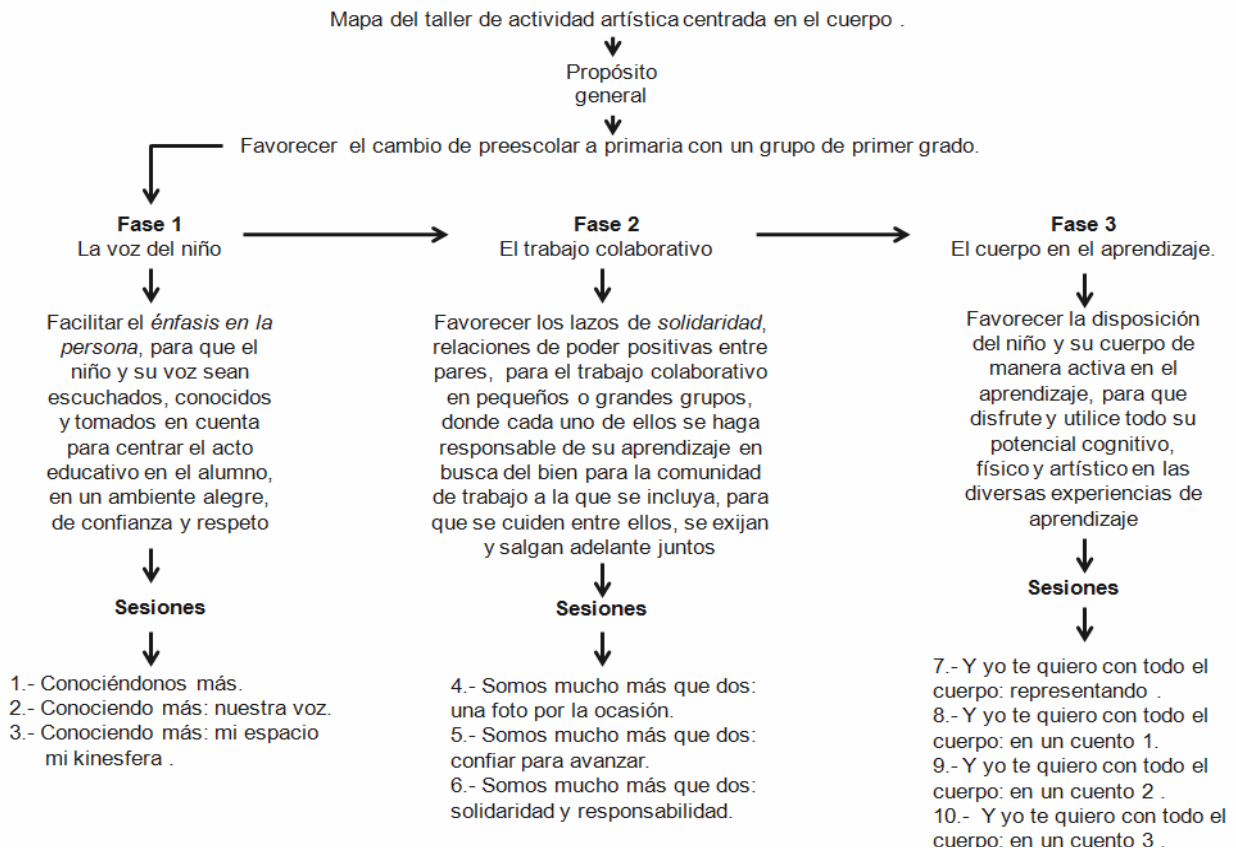 Mapa del taller de actividad artística centrada en el cuerpo .
Propósito
general
Favorecer el cambio de preescolar a primaria con un grupo de primer grado.
Fase 1
La voz del niño
Facilitar el énfasis en la
persona, para que el
niño y su voz sean
escuchados, conocidos
y tomados en cuenta
para centrar el acto
educativo en el alumno,
en un ambiente alegre,
de confianza y respeto
Sesiones
1.- Conociéndonos más.
2.- Conociendo más: nuestra voz.
3.- Conociendo más: mi espacio
mi kinesfera .
Fase 2
El trabajo colaborativo
Favorecer los lazos de solidaridad,
relaciones de poder positivas entre
pares, para el trabajo colaborativo
en pequeños o grandes grupos,
donde cada uno de ellos se haga
responsable de su aprendizaje en
busca del bien para la comunidad
de trabajo a la que se incluya, para
que se cuiden entre ellos, se exijan
y salgan adelante juntos
Sesiones
4.- Somos mucho más que dos:
una foto por la ocasión.
5.- Somos mucho más que dos:
confiar para avanzar.
6.- Somos mucho más que dos:
solidaridad y responsabilidad.
Fase 3
El cuerpo en el aprendizaje.
Favorecer la disposición
del niño y su cuerpo de
manera activa en el
aprendizaje, para que
disfrute y utilice todo su
potencial cognitivo,
físico y artístico en las
diversas experiencias de
aprendizaje
Sesiones
7.- Y yo te quiero con todo el
cuerpo: representando .
8.- Y yo te quiero con todo el
cuerpo: en un cuento 1.
9.- Y yo te quiero con todo el
cuerpo: en un cuento 2 .
10.- Y yo te quiero con todo el
cuerpo: en un cuento 3 .